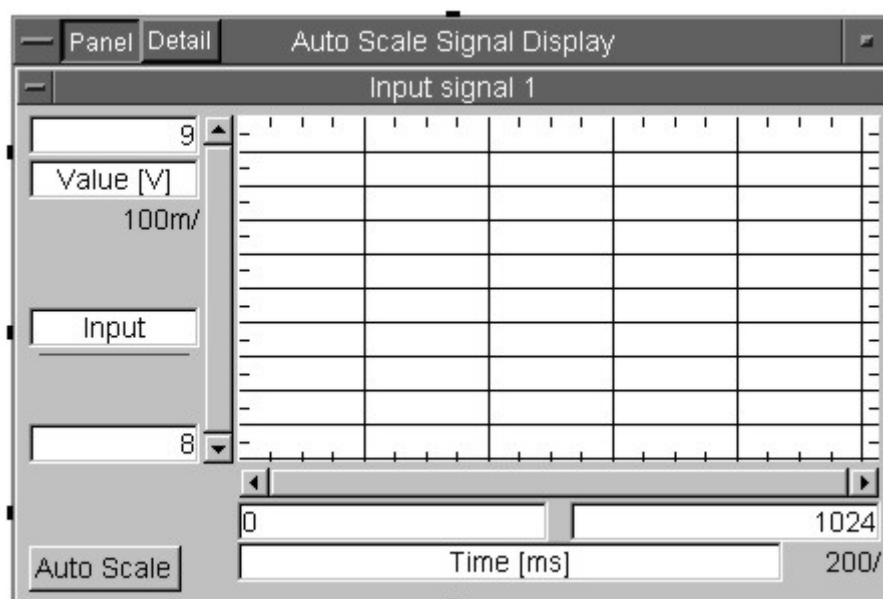 Panel Detail Auto Scale Signal Display
Input signal 1
9
Value [V]
100m/
Input
8
0 1024
Auto Scale Time [ms] 200/